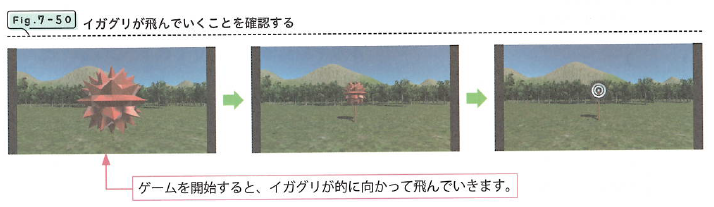 Fig.7-50 イガグリが飛んでいくことを確認する
ゲームを開始すると、イガグリが的に向かって飛んでいきます。